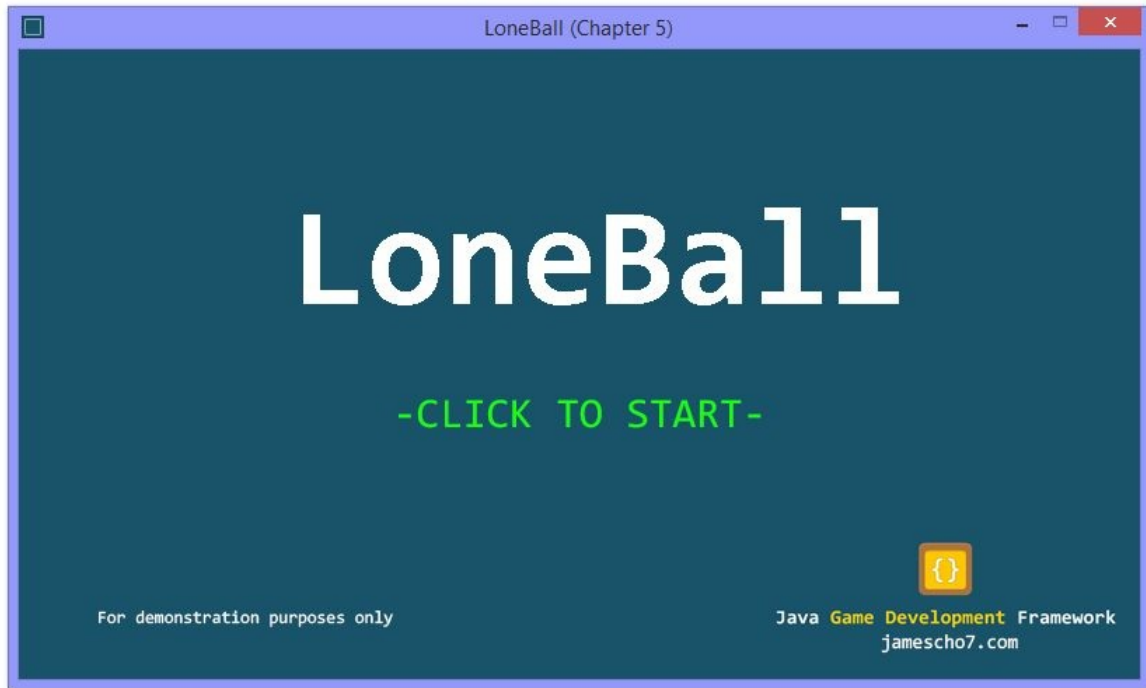 LoneBall (Chapter 5)
LoneBall
-CLICK TO START-
{}
For demonstration purposes only
Java Game Development Framework
jamescho7.com